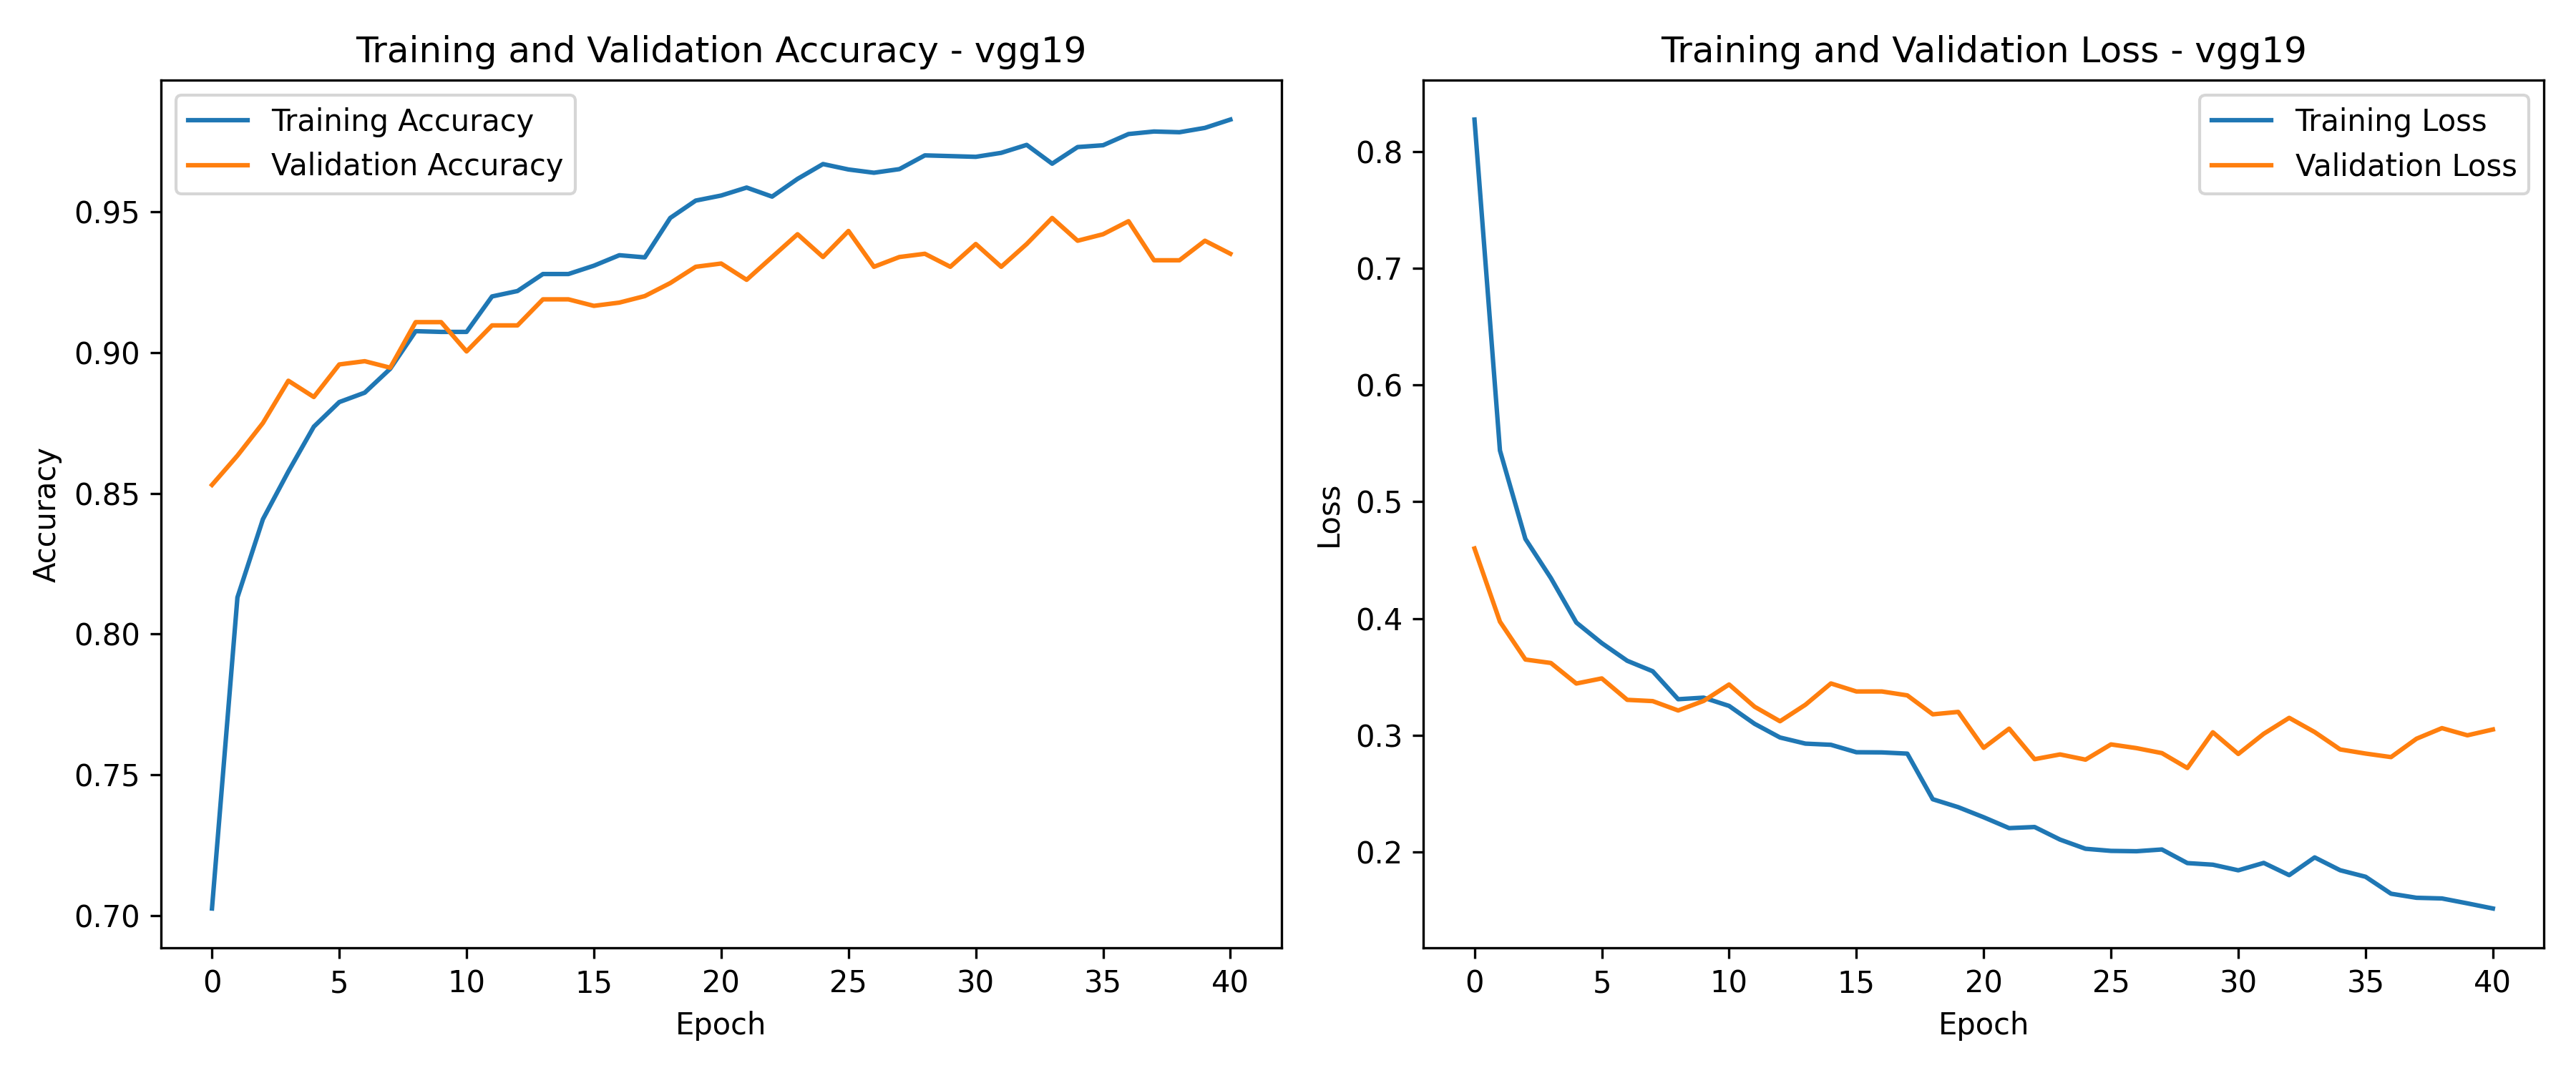 Training and Validation Accuracy - vgg19
Training Accuracy
Validation Accuracy
0.95
0.90
0.85
0.80
0.75
0.70
Accuracy
0 5 10 15 20 25 30 35 40
Epoch
Training and Validation Loss - vgg19
Training Loss
Validation Loss
0.8
0.7
0.6
0.5
0.4
0.3
0.2
Loss
0 5 10 15 20 25 30 35 40
Epoch